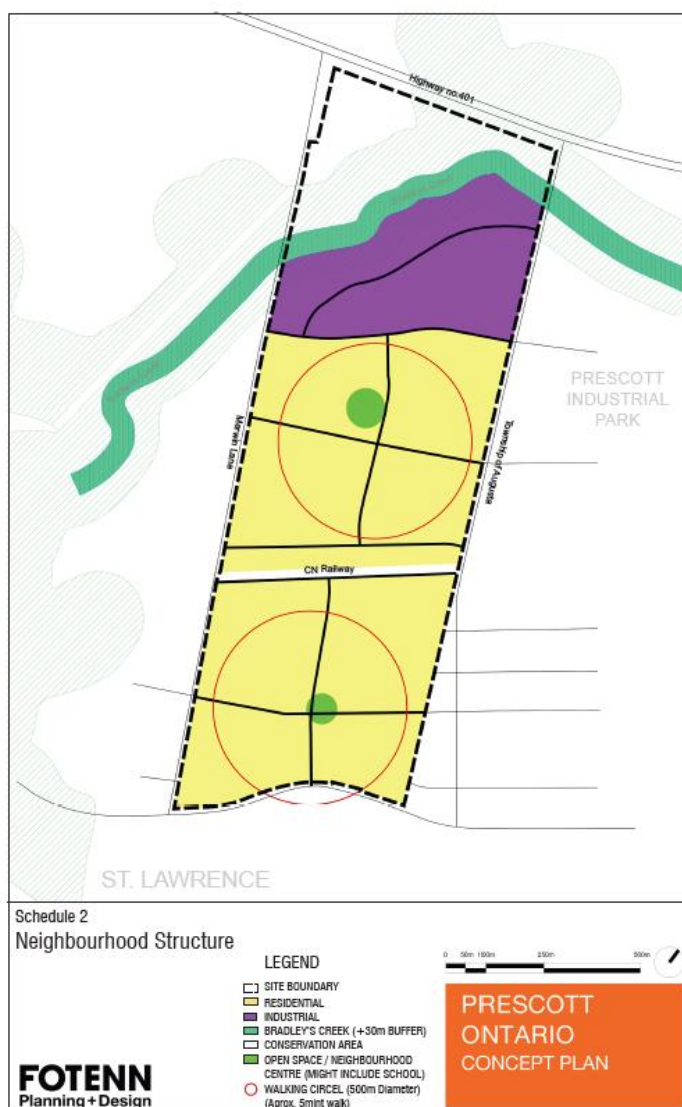 Highway no.401
Marwin Lane
Township of Augusta
PRESCOTT
INDUSTRIAL
PARK
CN Railway
ST. LAWRENCE
Schedule 2
Neighbourhood Structure
LEGEND
SITE BOUNDARY
RESIDENTIAL
INDUSTRIAL
BRADLEY'S CREEK (+30m BUFFER)
CONSERVATION AREA
OPEN SPACE / NEIGHBOURHOOD
CENTRE (MIGHT INCLUDE SCHOOL)
WALKING CIRCEL (500m Diameter)
(Aprox. 5mint walk)
0 50m 100m 250m 500m
PRESCOTT
ONTARIO
CONCEPT PLAN
FOTENN
Planning + Design